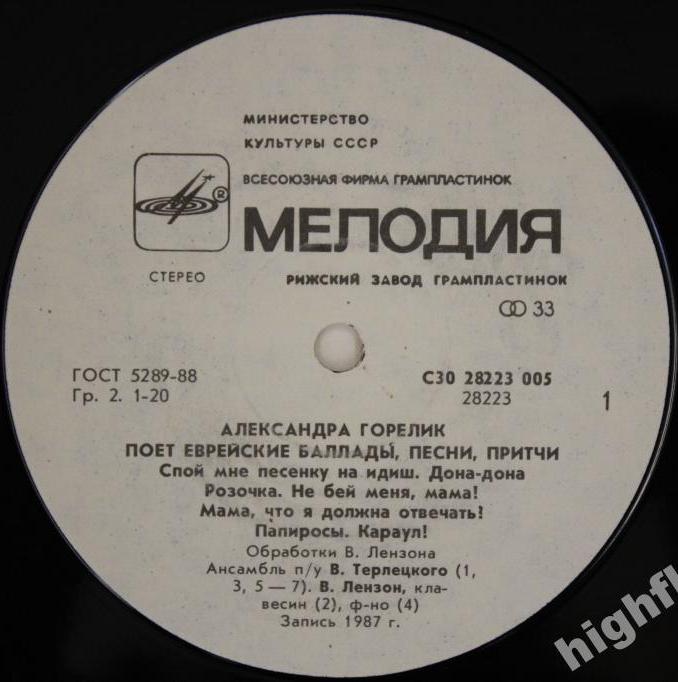 МИНИСТЕРСТВО
КУЛЬТУРЫ СССР
ВСЕСОЮЗНАЯ ФИРМА ГРАМПЛАСТИНОК
®
МЕЛОДИЯ
СТЕРЕО
РИЖСКИЙ ЗАВОД ГРАМПЛАСТИНОК
33
ГОСТ 5289-88
Гр. 2. 1-20
С30 28223 005
28223
1
АЛЕКСАНДРА ГОРЕЛИК
ПОЕТ ЕВРЕЙСКИЕ БАЛЛАДЫ, ПЕСНИ, ПРИТЧИ
Спой мне песенку на идиш. Дона-дона
Розочка. Не бей меня, мама!
Мама, что я должна отвечать?
Папиросы. Караул!
Обработки В. Лензона
Ансамбль п/у В. Терлецкого (1,
3, 5 — 7). В. Лензон, кла-
весин (2), ф-но (4)
Запись 1987 г.